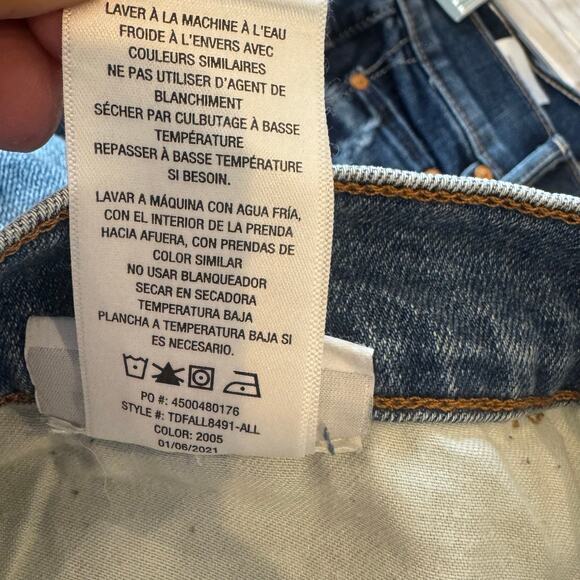 LAVER À LA MACHINE À L'EAU
FROIDE À L'ENVERS AVEC
COULEURS SIMILAIRES
NE PAS UTILISER D'AGENT DE
BLANCHIMENT
SÉCHER PAR CULBUTAGE À BASSE
TEMPÉRATURE
REPASSER À BASSE TEMPÉRATURE
SI BESOIN.
LAVAR A MÁQUINA CON AGUA FRÍA,
CON EL INTERIOR DE LA PRENDA
HACIA AFUERA, CON PRENDAS DE
COLOR SIMILAR
NO USAR BLANQUEADOR
SECAR EN SECADORA
TEMPERATURA BAJA
PLANCHA A TEMPERATURA BAJA SI
ES NECESARIO.
PO #: 4500480176
STYLE #: TDFALL8491-ALL
COLOR: 2005
01/06/2021